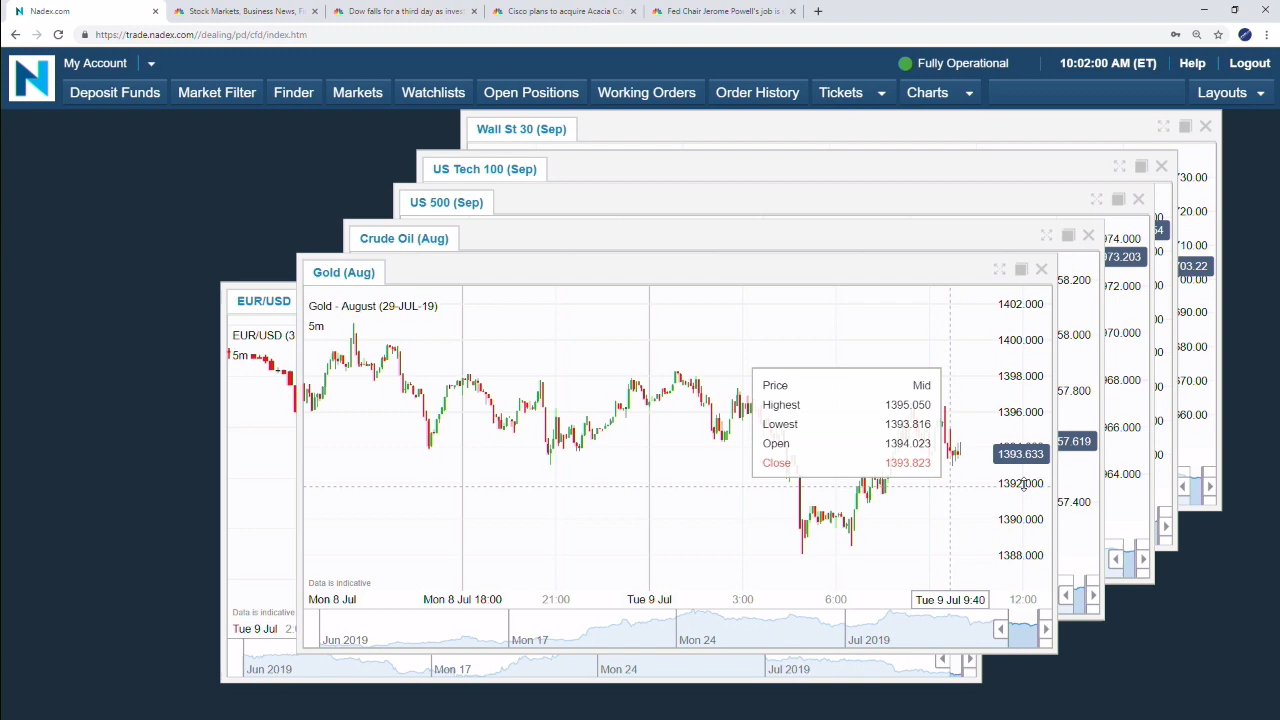 Nadex.com
Stock Markets, Business News, Fi
Dow falls for a third day as inves
Cisco plans to acquire Acacia Co
Fed Chair Jerome Powell's job is
https://trade.nadex.com//dealing/pd/cfd/index.htm
My Account
Fully Operational
10:02:00 AM (ET)
Help
Logout
Deposit Funds
Market Filter
Finder
Markets
Watchlists
Open Positions
Working Orders
Order History
Tickets
Charts
Layouts
Wall St 30 (Sep)
US Tech 100 (Sep)
US 500 (Sep)
Crude Oil (Aug)
Gold (Aug)
EUR/USD
EUR/USD (3
5m
Data is indicative
Tue 9 Jul
Jun 2019
Mon 17
Mon 24
Jul 2019
Gold - August (29-JUL-19)
5m
Price Mid
Highest 1395.050
Lowest 1393.816
Open 1394.023
Close 1393.823
1402.000
1400.000
1398.000
1396.000
1393.633
1392.000
1390.000
1388.000
Data is indicative
Mon 8 Jul
Mon 8 Jul 18:00
21:00
Tue 9 Jul
3:00
6:00
Tue 9 Jul 9:40
12:00
Jun 2019
Mon 17
Mon 24
Jul 2019
58.200
58.000
57.800
57.619
57.400
974.000
973.203
972.000
970.000
968.000
966.000
964.000
730.00
720.00
710.00
703.22
690.00
680.00
670.00
660.00